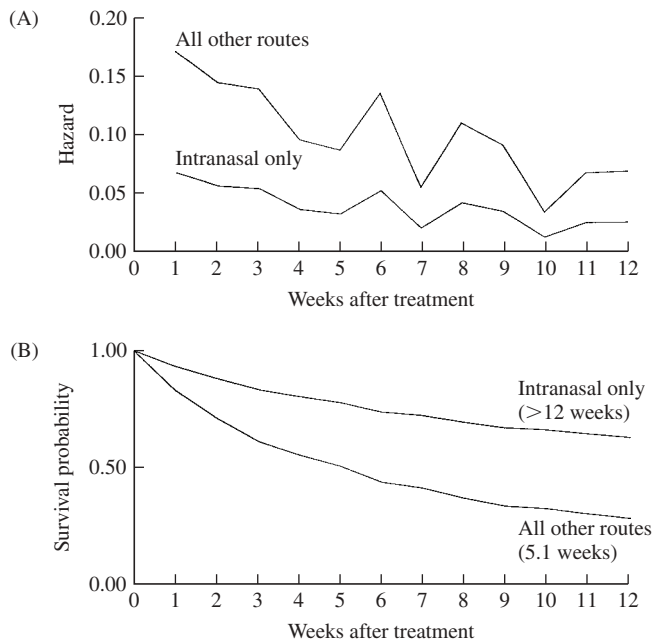 (A)
0.20
All other routes
0.15
Hazard
0.10
Intranasal only
0.05
0.00
0 1 2 3 4 5 6 7 8 9 10 11 12
Weeks after treatment
(B)
1.00
Intranasal only
(>12 weeks)
Survival probability
0.50
All other routes
(5.1 weeks)
0.00
0 1 2 3 4 5 6 7 8 9 10 11 12
Weeks after treatment